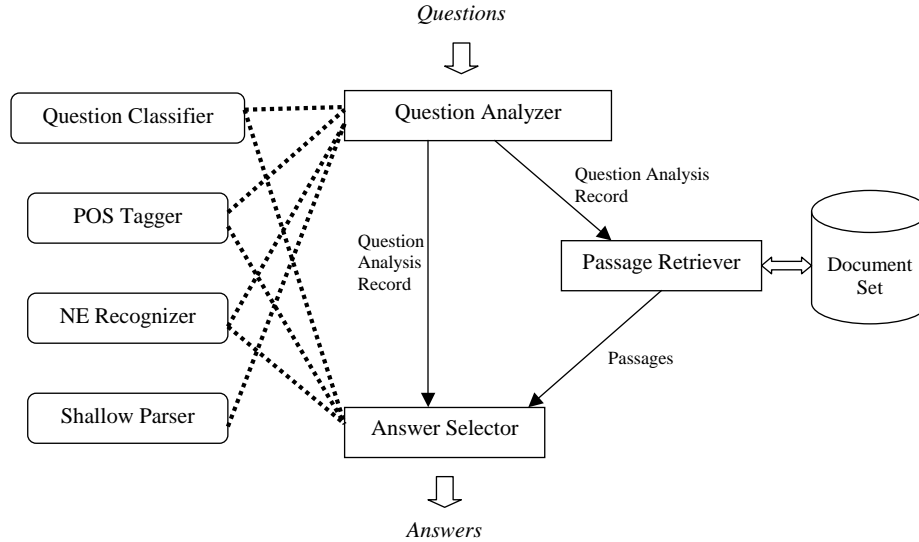 Questions
Question Classifier
Question Analyzer
Question Analysis
Record
POS Tagger
Question
Analysis
Record
Passage Retriever
Document
Set
NE Recognizer
Passages
Shallow Parser
Answer Selector
Answers